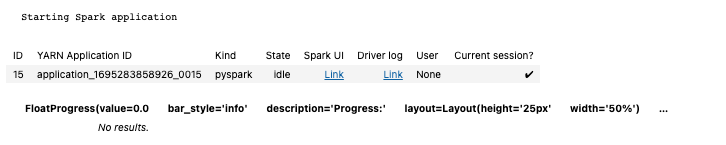 Starting Spark application
ID YARN Application ID Kind State Spark UI Driver log User Current session?
15 application_1695283858926_0015 pyspark idle Link Link None ✔
FloatProgress(value=0.0 bar_style='info' description='Progress:' layout=Layout(height='25px' width='50%') ...
No results.